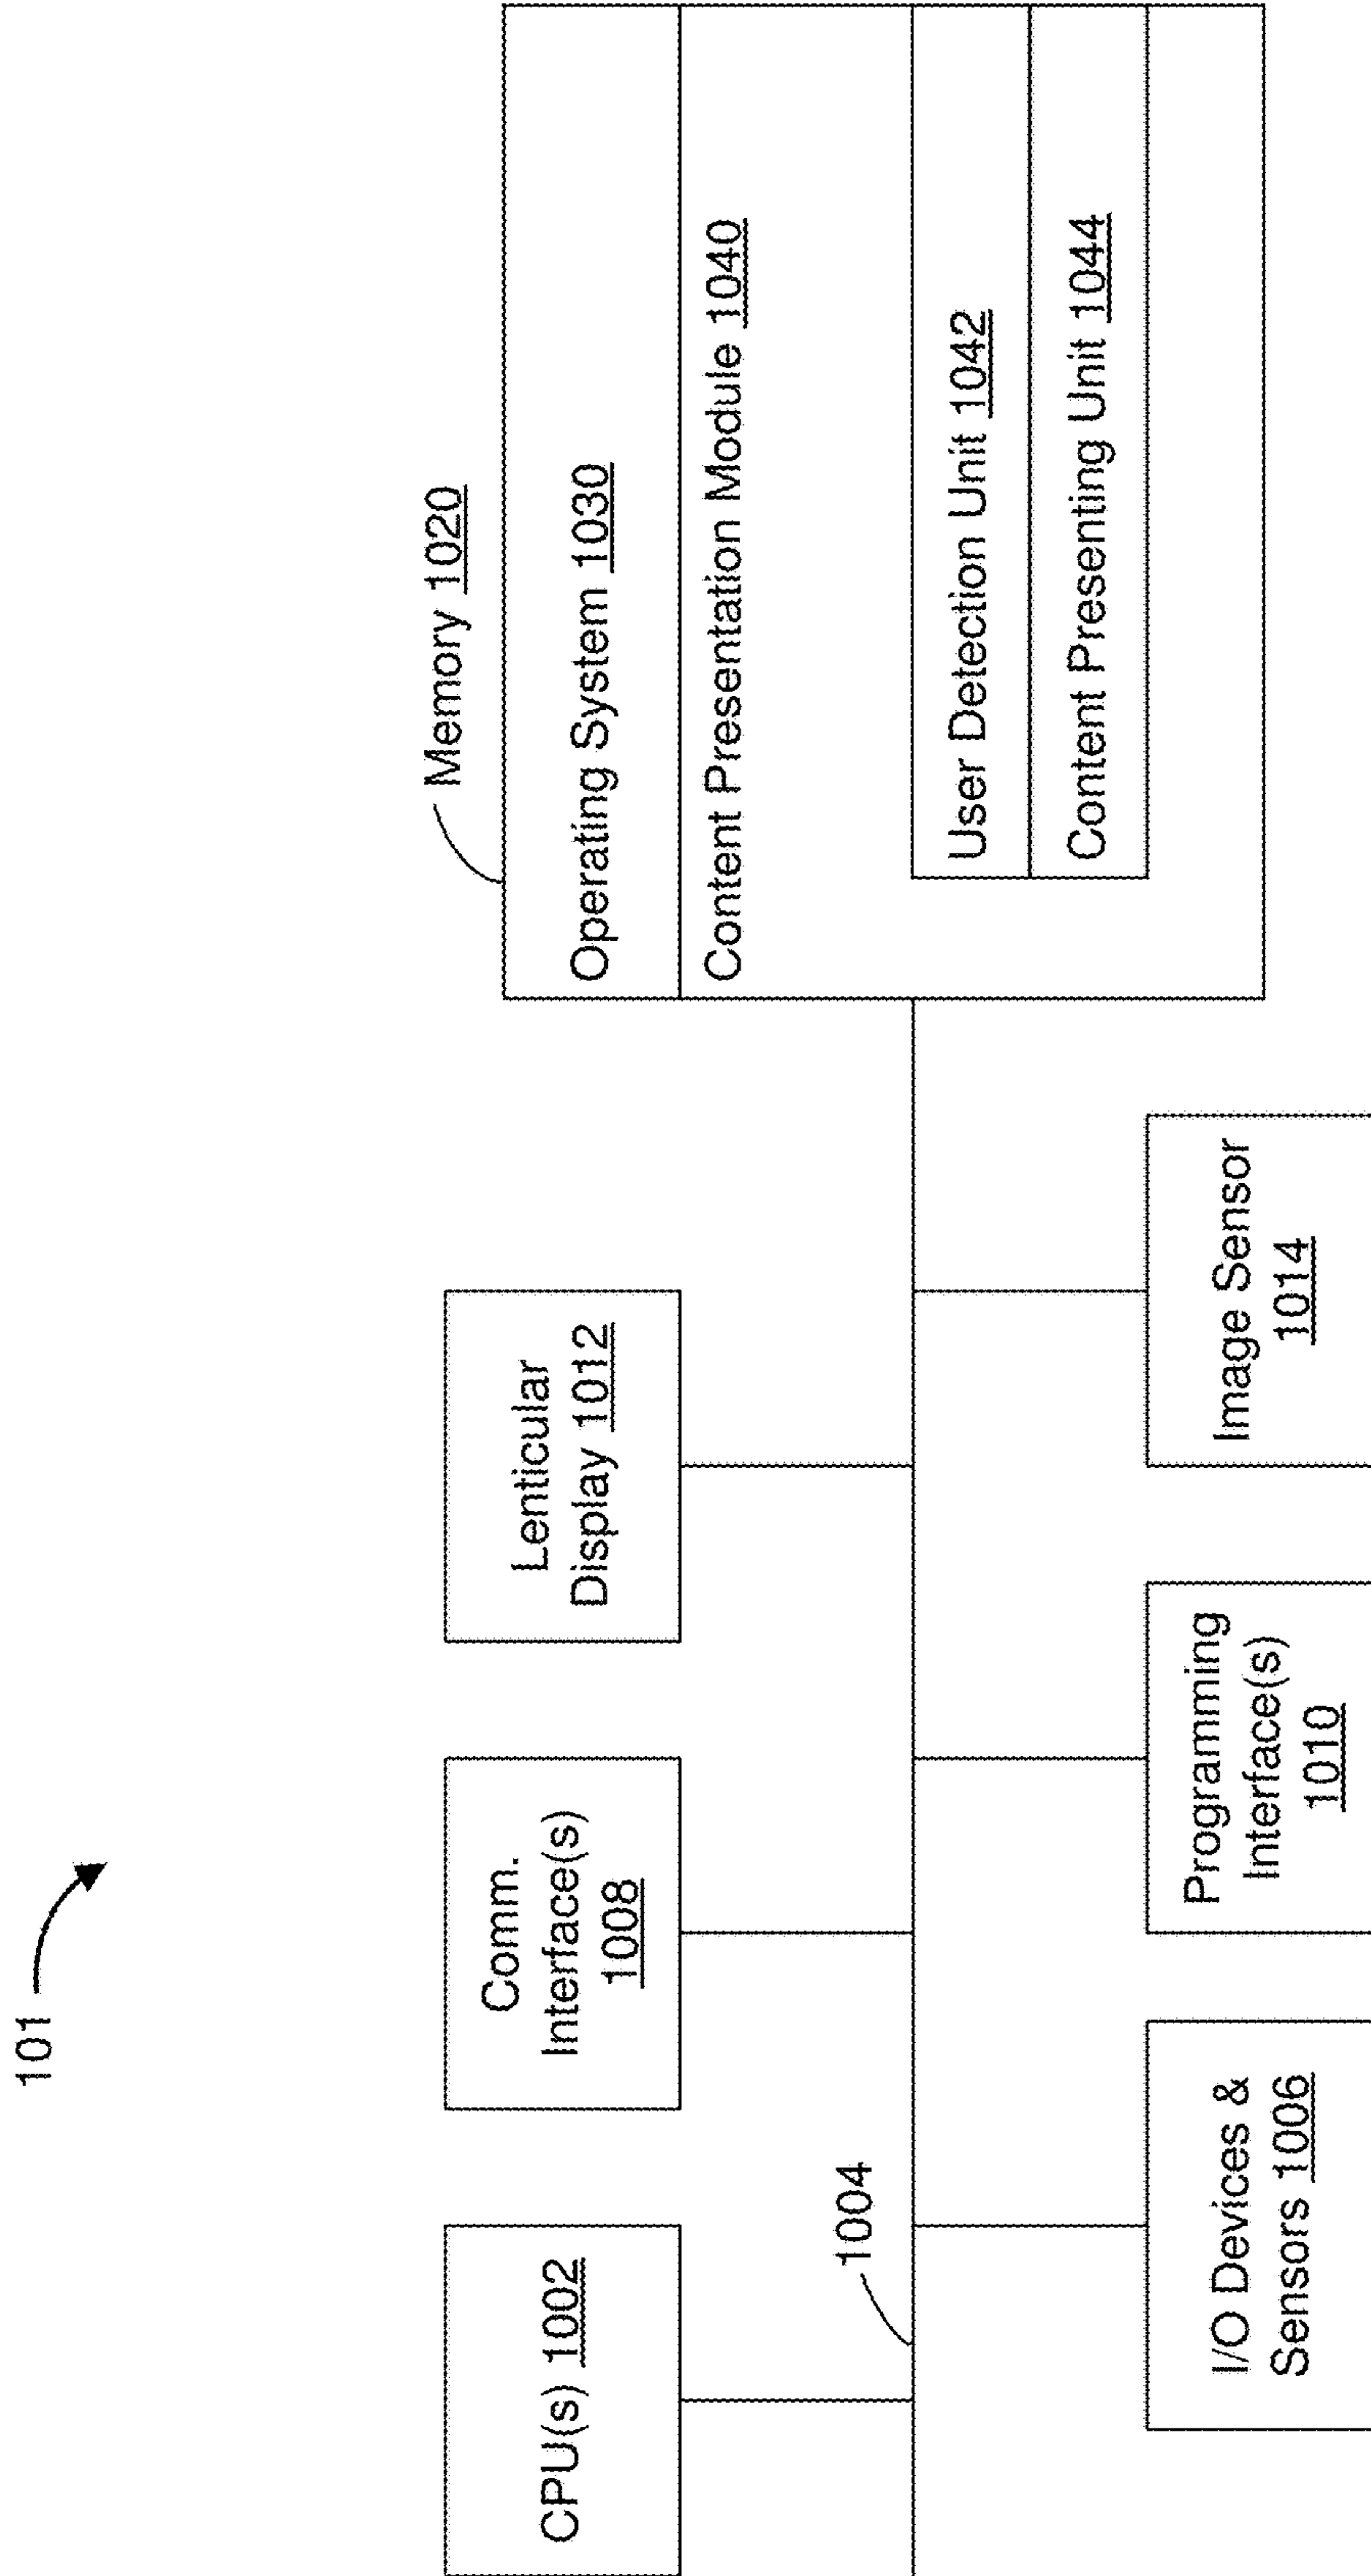 101
CPU(s) 1002
Comm.
Interface(s)
1008
Lenticular
Display 1012
1004
I/O Devices &
Sensors 1006
Programming
Interface(s)
1010
Image Sensor
1014
Memory 1020
Operating System 1030
Content Presentation Module 1040
User Detection Unit 1042
Content Presenting Unit 1044